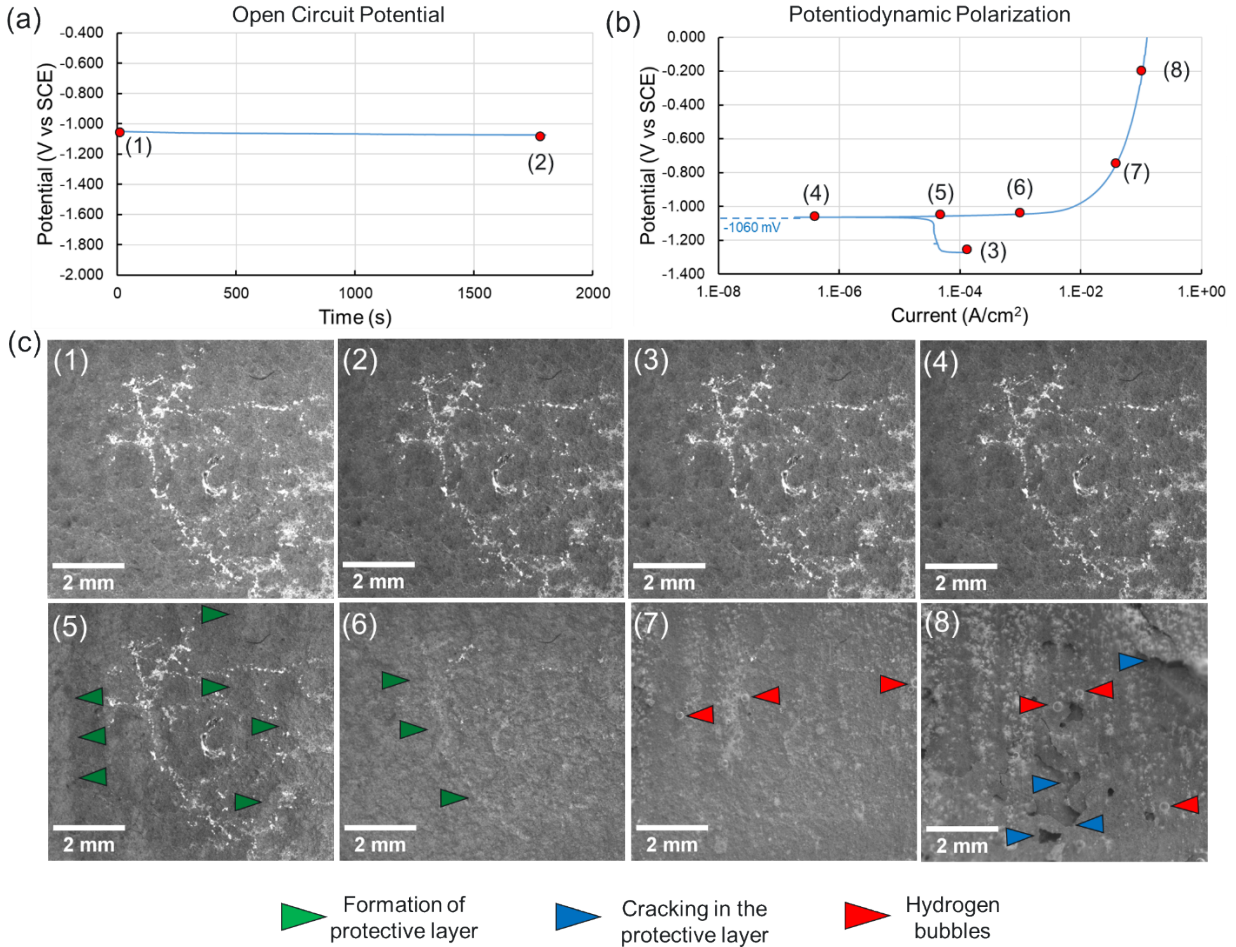 (a)
Open Circuit Potential
Potential (V vs SCE)
-0.400
-0.600
-0.800
-1.000
-1.200
-1.400
-1.600
-1.800
-2.000
(1)
(2)
0
500
1000
1500
2000
Time (s)
(b)
Potentiodynamic Polarization
Potential (V vs SCE)
0.000
-0.200
-0.400
-0.600
-0.800
-1.000
-1.200
-1.400
(8)
(7)
(4)
(5)
(6)
-1060 mV
(3)
1.E-08
1.E-06
1.E-04
1.E-02
1.E+00
Current (A/cm²)
(c)
(1)
2 mm
(2)
2 mm
(3)
2 mm
(4)
2 mm
(5)
2 mm
(6)
2 mm
(7)
2 mm
(8)
2 mm
Formation of
protective layer
Cracking in the
protective layer
Hydrogen
bubbles